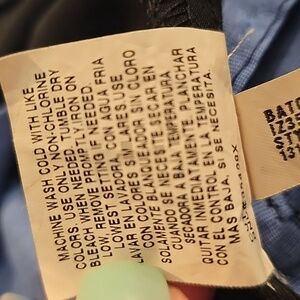 MACHINE WASH COLD WITH LIKE
COLORS. USE ONLY NON-CHLORINE
BLEACH WHEN NEEDED. TUMBLE DRY
LOW, REMOVE PROMPTLY. IRON ON
LOWEST SETTING IF NEEDED.
LAVAR EN LAVADORA CON AGUA FRIA
CON COLORES SIMILARES. USE
SOLAMENTE BLANQUEADOR SIN CLORO
CUANDO SE NECESITE. SECAR EN
SECADORA A BAJA TEMPERATURA,
QUITAR INMEDIATAMENTE. PLANCHAR
CON EL CONTROL EN LA TEMPERATURA
MAS BAJA, SI SE NECESITA.
BATC